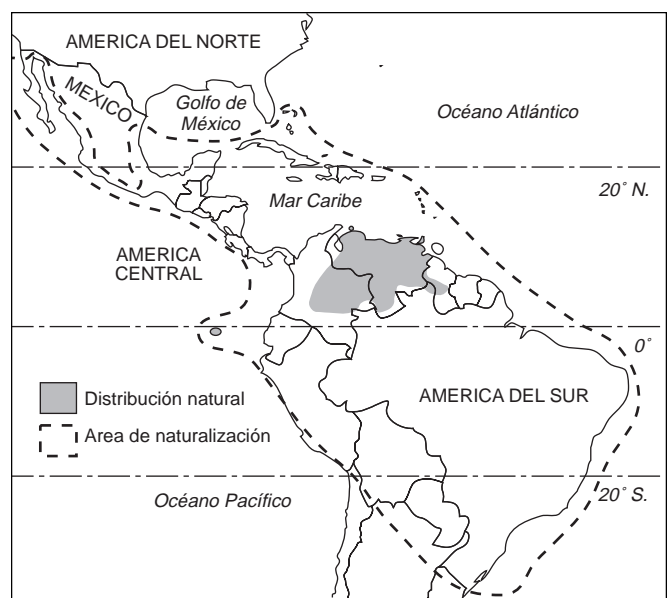 AMERICA DEL NORTE
MEXICO
Golfo de
México
Océano Atlántico
20° N.
Mar Caribe
AMERICA
CENTRAL
0°
Distribución natural
AMERICA DEL SUR
Area de naturalización
20° S.
Océano Pacífico